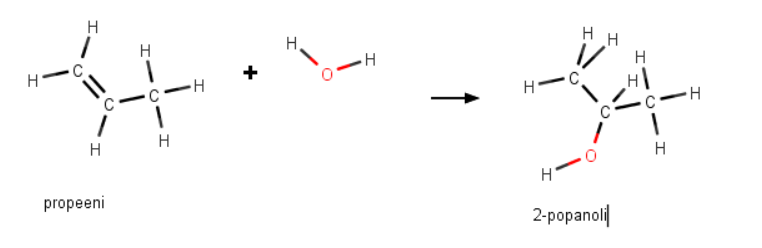 H H
H C C C H
H H
+
H O H
H H H
H C H H
C C H
O H
H
propeeni
2-popanoli